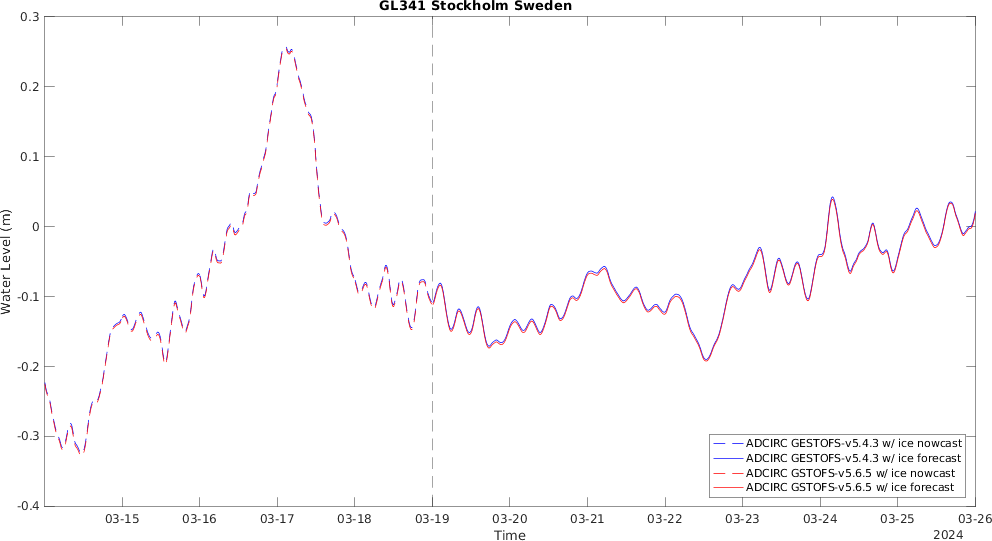 GL341 Stockholm Sweden
0.3
0.2
0.1
0
-0.1
-0.2
-0.3
-0.4
Water Level (m)
03-15 03-16 03-17 03-18 03-19 03-20 03-21 03-22 03-23 03-24 03-25 03-26
Time
2024
ADCIRC GESTOFS-v5.4.3 w/ ice nowcast
ADCIRC GESTOFS-v5.4.3 w/ ice forecast
ADCIRC GSTOFS-v5.6.5 w/ ice nowcast
ADCIRC GSTOFS-v5.6.5 w/ ice forecast